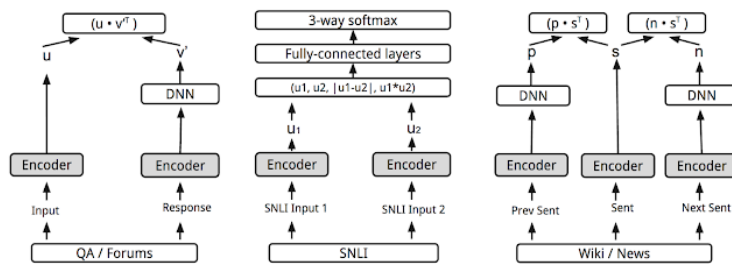 (u • v'ᵀ)
u
v'
DNN
Encoder
Encoder
Input
Response
QA / Forums
3-way softmax
Fully-connected layers
(u1, u2, |u1-u2|, u1*u2)
u₁
u₂
Encoder
Encoder
SNLI Input 1
SNLI Input 2
SNLI
(p • sᵀ)
(n • sᵀ)
p
s
n
DNN
DNN
Encoder
Encoder
Encoder
Prev Sent
Sent
Next Sent
Wiki / News